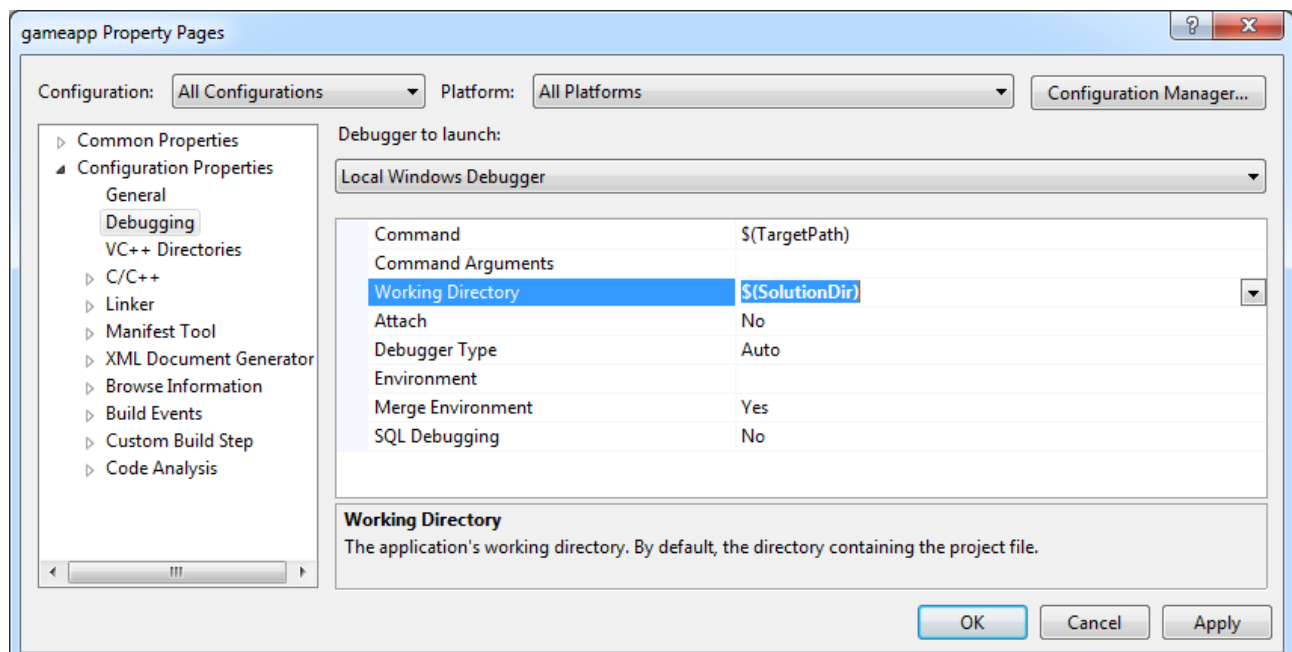 gameapp Property Pages
Configuration: All Configurations Platform: All Platforms Configuration Manager...
Common Properties
Configuration Properties
General
Debugging
VC++ Directories
C/C++
Linker
Manifest Tool
XML Document Generator
Browse Information
Build Events
Custom Build Step
Code Analysis
Debugger to launch:
Local Windows Debugger
Command $(TargetPath)
Command Arguments
Working Directory $(SolutionDir)
Attach No
Debugger Type Auto
Environment
Merge Environment Yes
SQL Debugging No
Working Directory
The application's working directory. By default, the directory containing the project file.
OK Cancel Apply